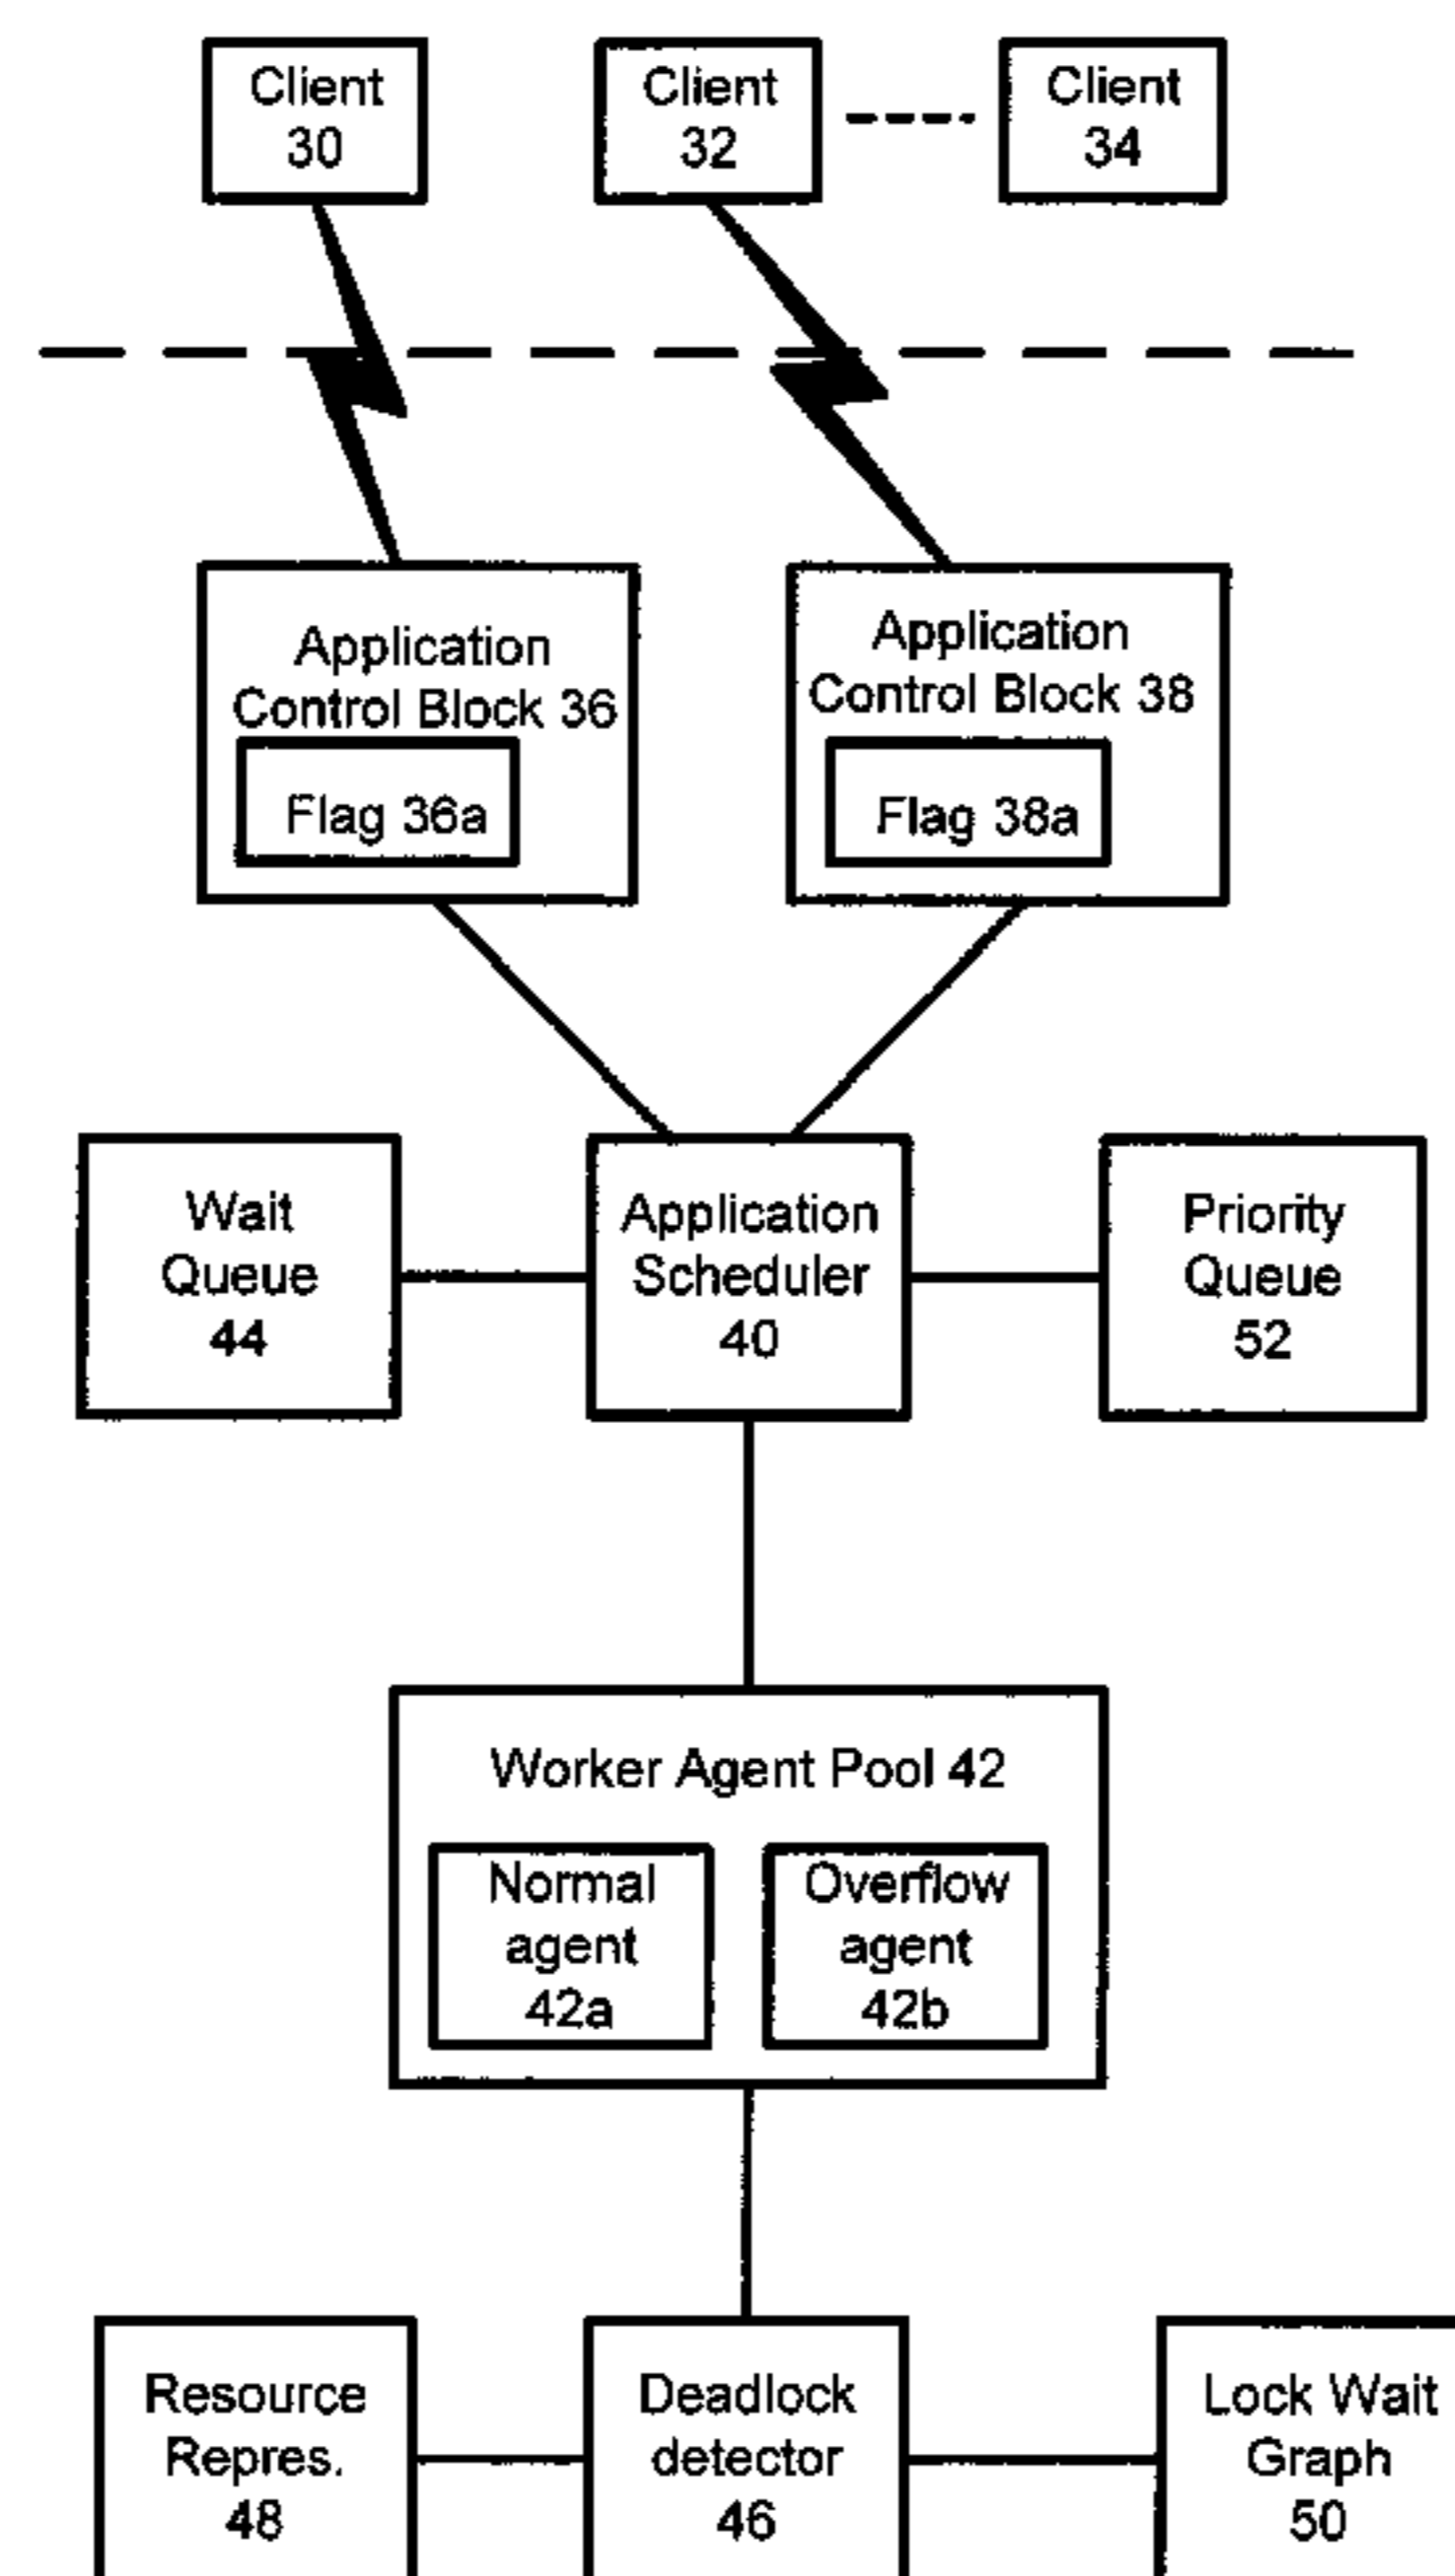 Client
30
Client
32
Client
34
Application
Control Block 36
Flag 36a
Application
Control Block 38
Flag 38a
Wait
Queue
44
Application
Scheduler
40
Priority
Queue
52
Worker Agent Pool 42
Normal
agent
42a
Overflow
agent
42b
Resource
Repres.
48
Deadlock
detector
46
Lock Wait
Graph
50